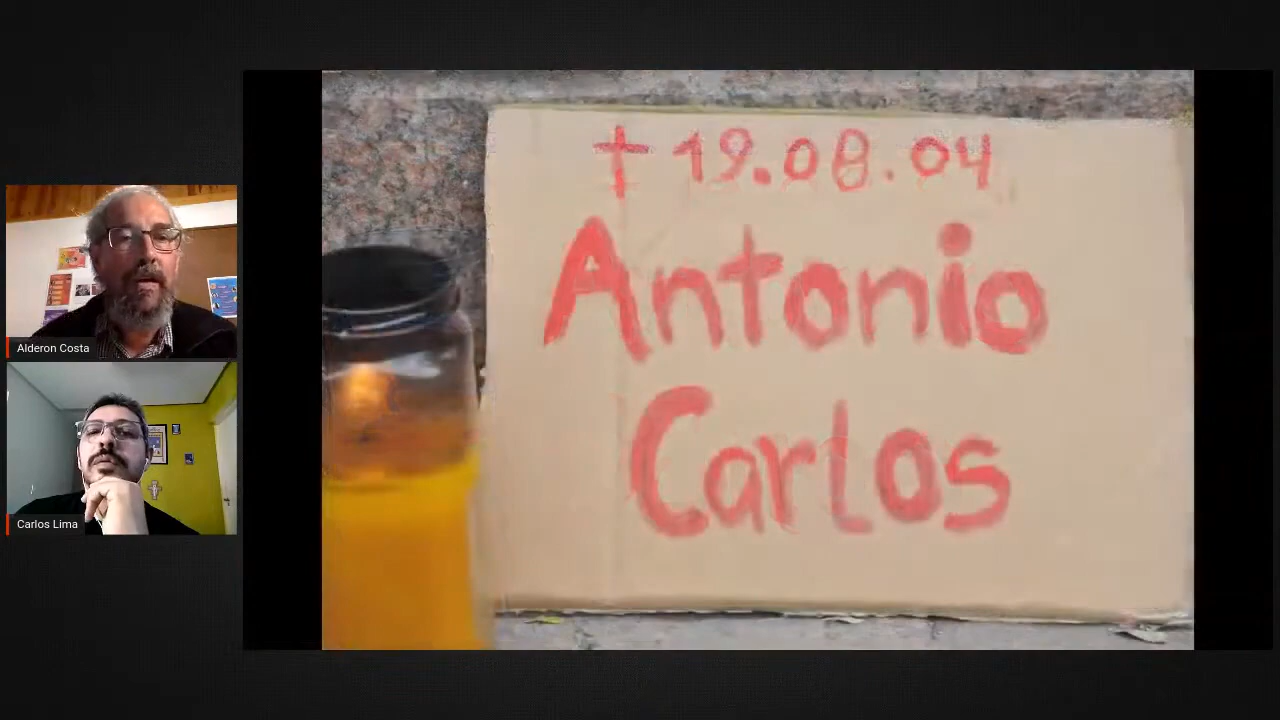 Alderon Costa
Carlos Lima
† 19.08.04
Antonio
Carlos